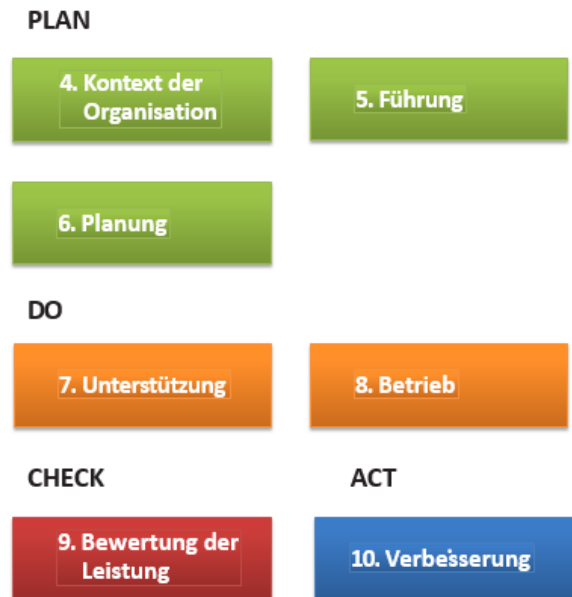 PLAN
4. Kontext der
Organisation
5. Führung
6. Planung
DO
7. Unterstützung
8. Betrieb
CHECK
ACT
9. Bewertung der
Leistung
10. Verbesserung